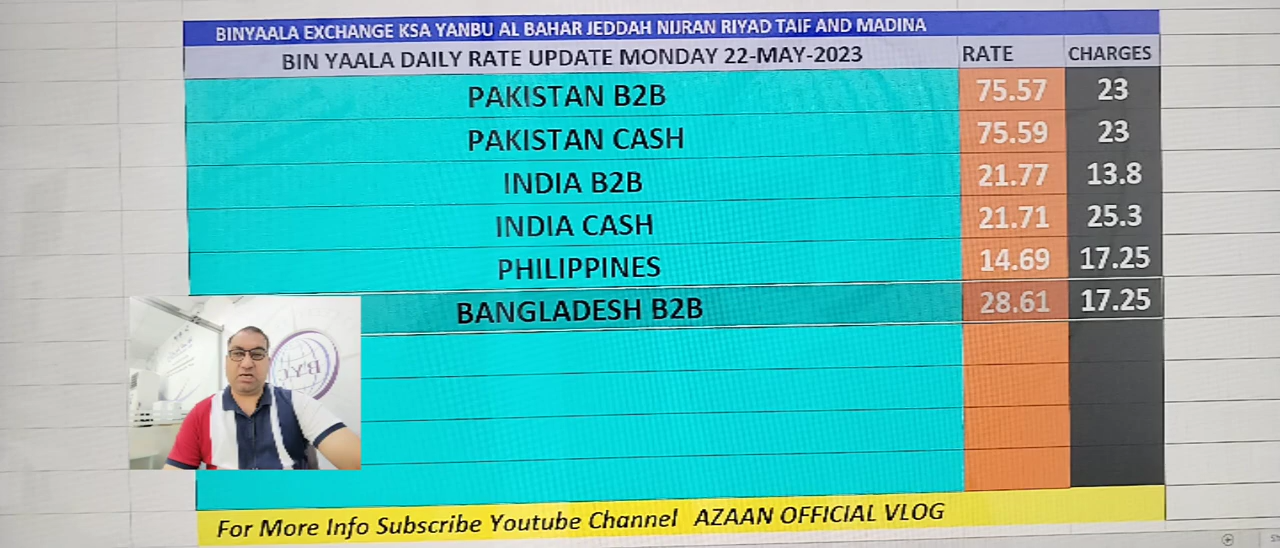 BINYAALA EXCHANGE KSA YANBU AL BAHAR JEDDAH NIJRAN RIYAD TAIF AND MADINA
BIN YAALA DAILY RATE UPDATE MONDAY 22-MAY-2023 RATE CHARGES
PAKISTAN B2B 75.57 23
PAKISTAN CASH 75.59 23
INDIA B2B 21.77 13.8
INDIA CASH 21.71 25.3
PHILIPPINES 14.69 17.25
BANGLADESH B2B 28.61 17.25
BYC
For More Info Subscribe Youtube Channel AZAAN OFFICIAL VLOG